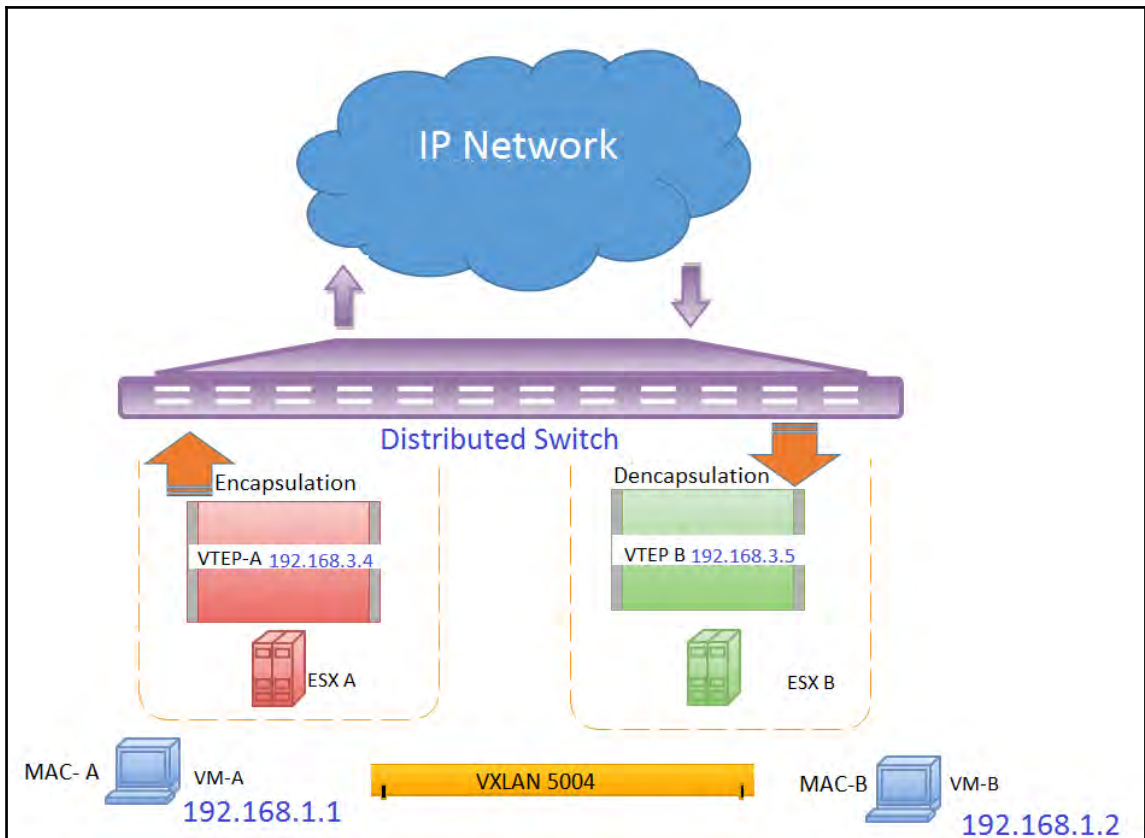 IP Network
Distributed Switch
Encapsulation
VTEP-A 192.168.3.4
ESX A
Dencapsulation
VTEP B 192.168.3.5
ESX B
MAC- A
VM-A
192.168.1.1
VXLAN 5004
MAC-B
VM-B
192.168.1.2